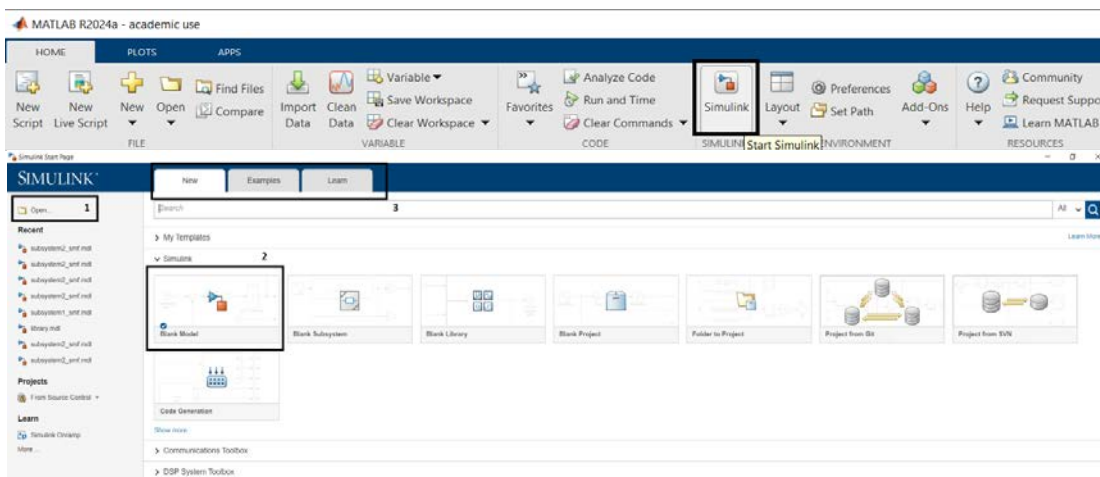 MATLAB R2024a - academic use
HOME PLOTS APPS
New Script
New Live Script
New
Open
Find Files
Compare
FILE
Import Data
Clean Data
Variable
Save Workspace
Clear Workspace
VARIABLE
Favorites
Analyze Code
Run and Time
Clear Commands
CODE
Simulink
SIMULINK
Start Simulink
Layout
Preferences
Set Path
Add-Ons
ENVIRONMENT
Help
Community
Request Suppo
Learn MATLAB
RESOURCES
Simulink Start Page
SIMULINK
New Examples Learn
Open... 1
Search 3 All
Recent
subsystem2_smf.mdl
subsystem2_smf.mdl
subsystem2_smf.mdl
subsystem2_smf.mdl
subsystem1_smf.mdl
library.mdl
subsystem2_smf.mdl
subsystem2_smf.mdl
Projects
From Source Control
Learn
Simulink Onramp
More ...
My Templates Learn More
Simulink 2
Blank Model
Blank Subsystem
Blank Library
Blank Project
Folder to Project
Project from Git
Project from SVN
Code Generation
Show more
Communications Toolbox
DSP System Toolbox